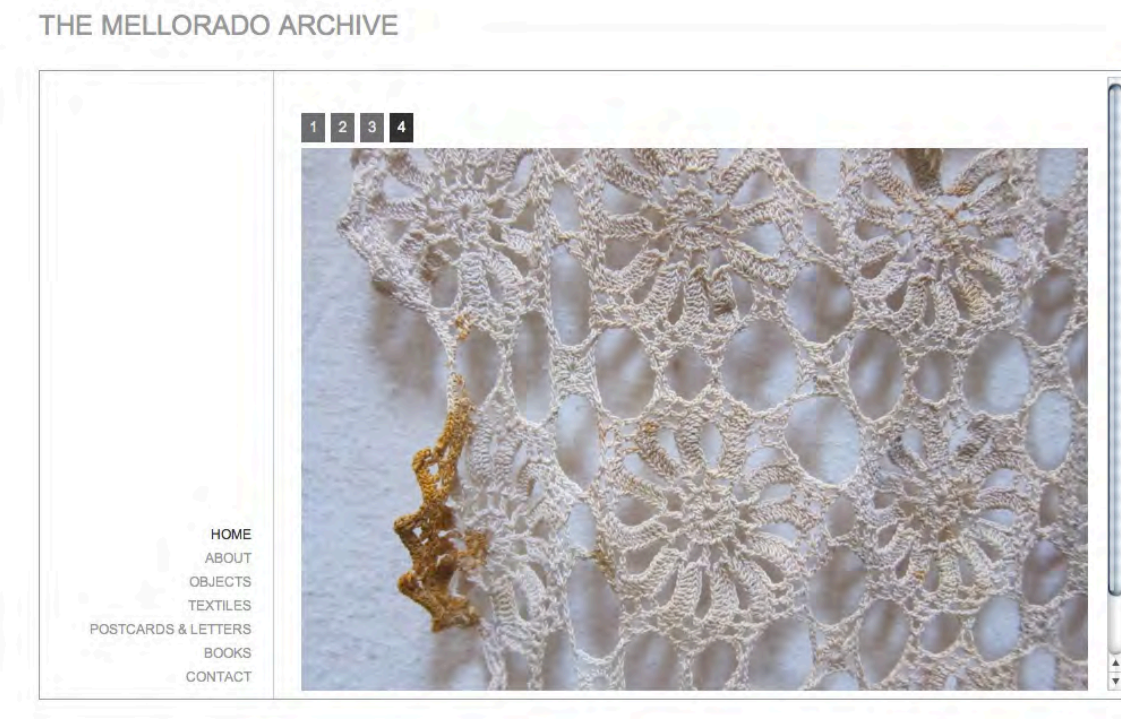 THE MELLORADO ARCHIVE
1 2 3 4
HOME
ABOUT
OBJECTS
TEXTILES
POSTCARDS & LETTERS
BOOKS
CONTACT